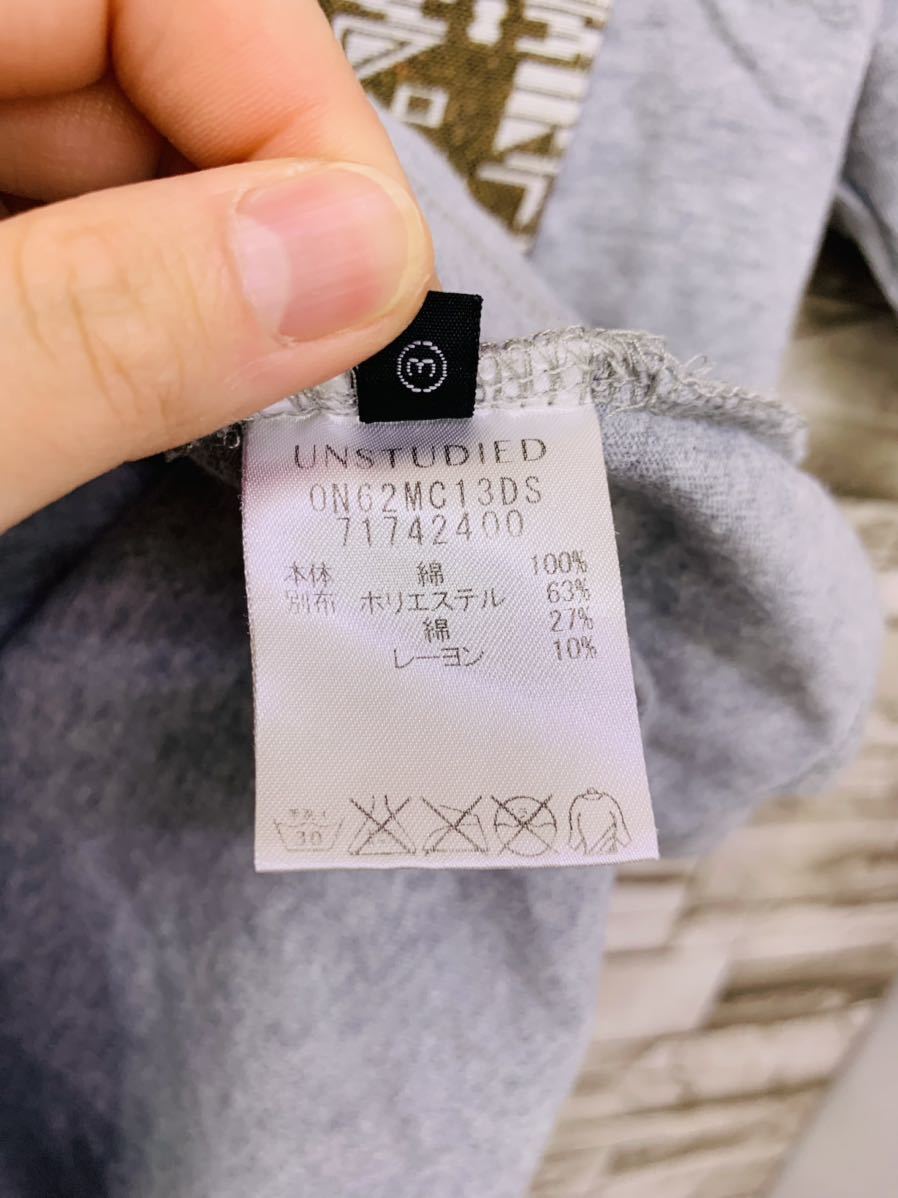 3
UNSTUDIED
0N62MC13DS
71742400
本体 綿 100%
別布 ポリエステル 63%
綿 27%
レーヨン 10%
30